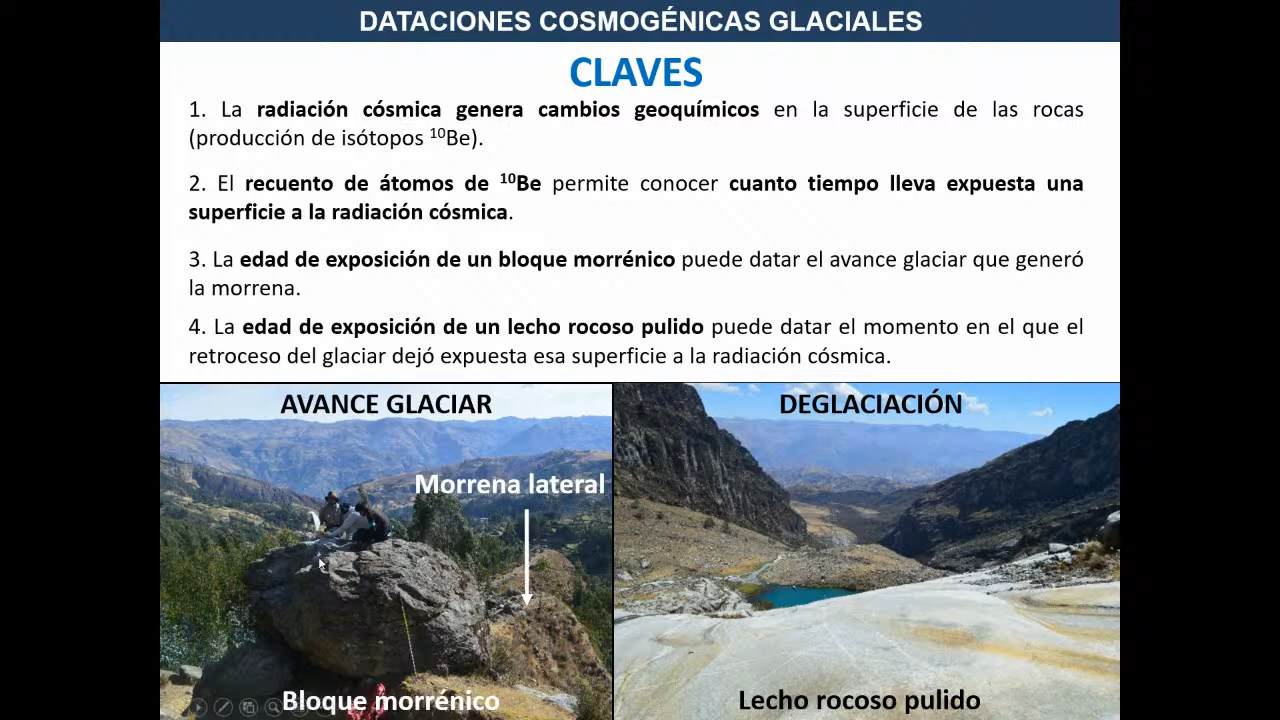 DATACIONES COSMOGÉNICAS GLACIALES
CLAVES
1. La radiación cósmica genera cambios geoquímicos en la superficie de las rocas
(producción de isótopos ¹⁰Be).
2. El recuento de átomos de ¹⁰Be permite conocer cuanto tiempo lleva expuesta una
superficie a la radiación cósmica.
3. La edad de exposición de un bloque morrénico puede datar el avance glaciar que generó
la morrena.
4. La edad de exposición de un lecho rocoso pulido puede datar el momento en el que el
retroceso del glaciar dejó expuesta esa superficie a la radiación cósmica.
AVANCE GLACIAR
Morrena lateral
Bloque morrénico
DEGLACIACIÓN
Lecho rocoso pulido